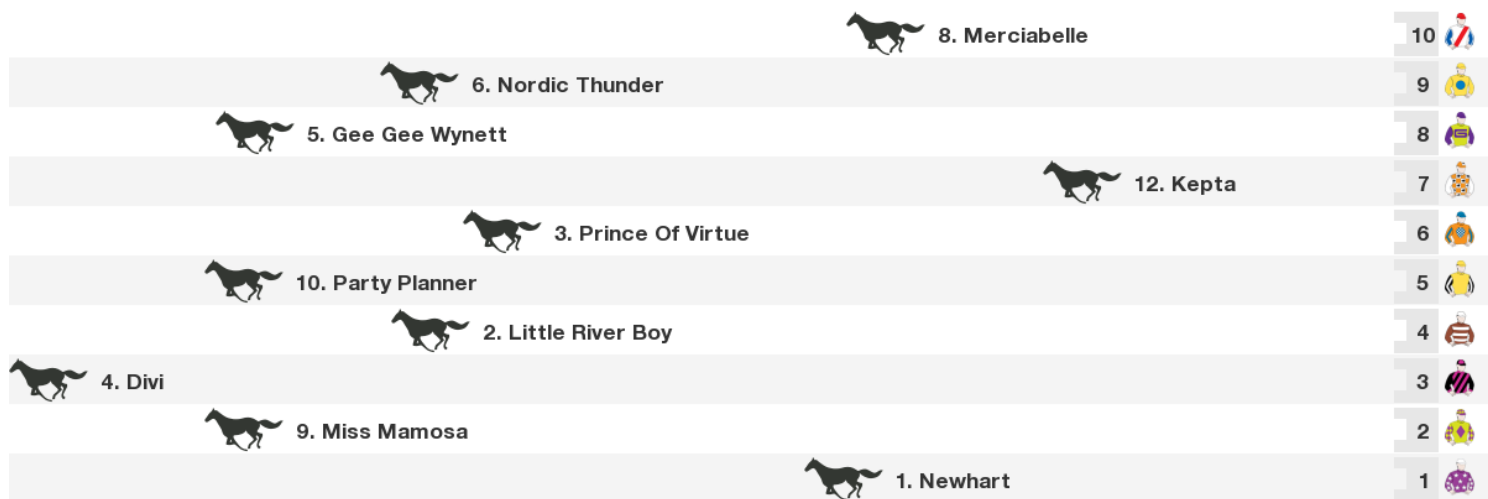 8. Merciabelle 10
6. Nordic Thunder 9
5. Gee Gee Wynett 8
12. Kepta 7
3. Prince Of Virtue 6
10. Party Planner 5
2. Little River Boy 4
4. Divi 3
9. Miss Mamosa 2
1. Newhart 1